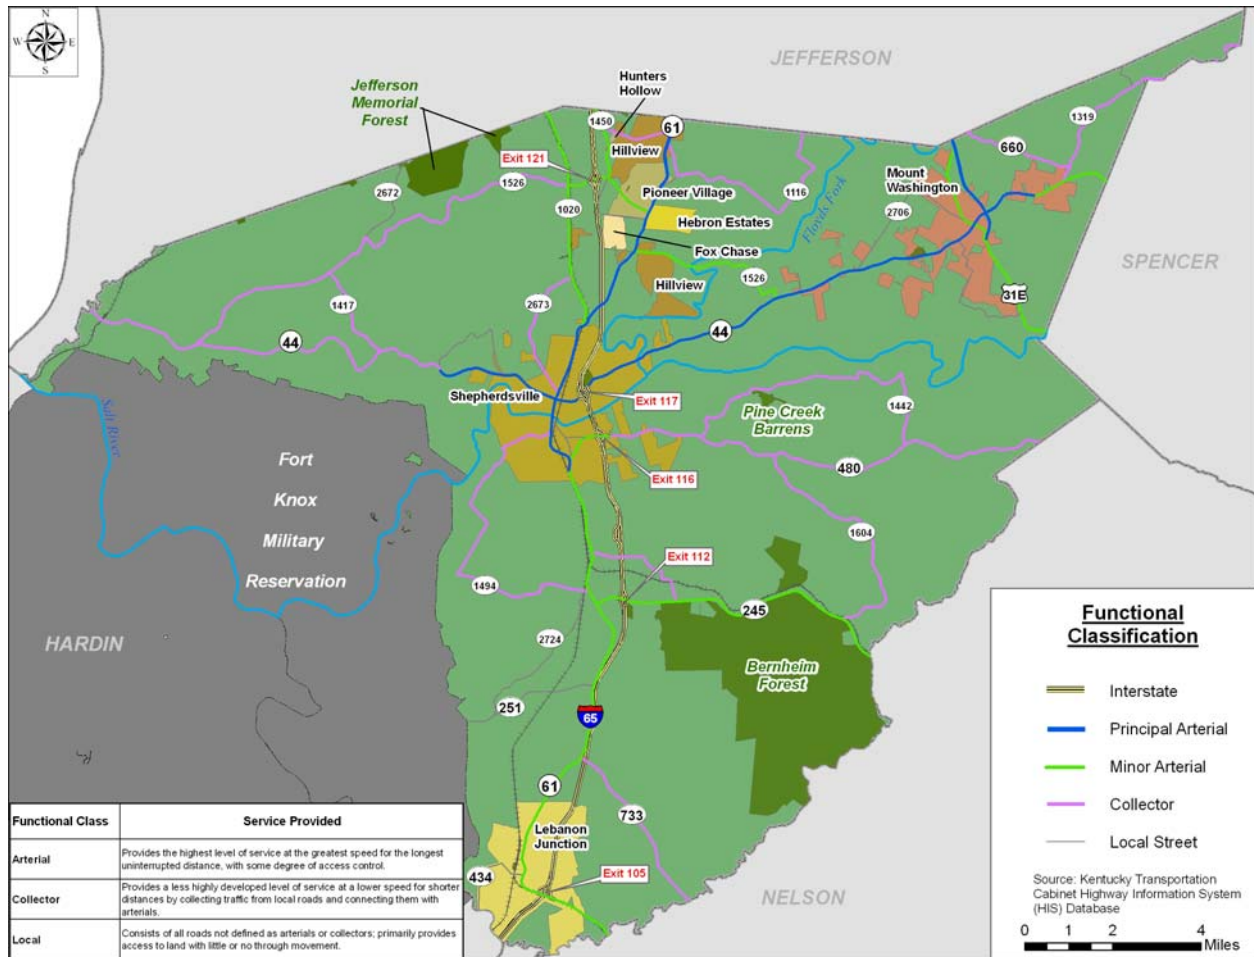 N
W E
S
JEFFERSON
Jefferson
Memorial
Forest
Hunters
Hollow
1450
61
1319
660
Hillview
Exit 121
Mount
Washington
2672
1526
Pioneer Village
1116
1020
Floyds Fork
2706
Hebron Estates
Fox Chase
SPENCER
1526
Hillview
31E
1417
2673
44
44
Shepherdsville
Exit 117
Salt River
Pine Creek
Barrens
1442
Fort
Knox
Military
Reservation
480
Exit 116
1604
Exit 112
1494
245
HARDIN
2724
Bernheim
Forest
251
65
61
733
Lebanon
Junction
434
Exit 105
NELSON
Functional Class Service Provided
Arterial Provides the highest level of service at the greatest speed for the longest
uninterrupted distance, with some degree of access control.
Collector Provides a less highly developed level of service at a lower speed for shorter
distances by collecting traffic from local roads and connecting them with
arterials.
Local Consists of all roads not defined as arterials or collectors; primarily provides
access to land with little or no through movement.
Functional
Classification
Interstate
Principal Arterial
Minor Arterial
Collector
Local Street
Source: Kentucky Transportation
Cabinet Highway Information System
(HIS) Database
0 1 2 4
Miles